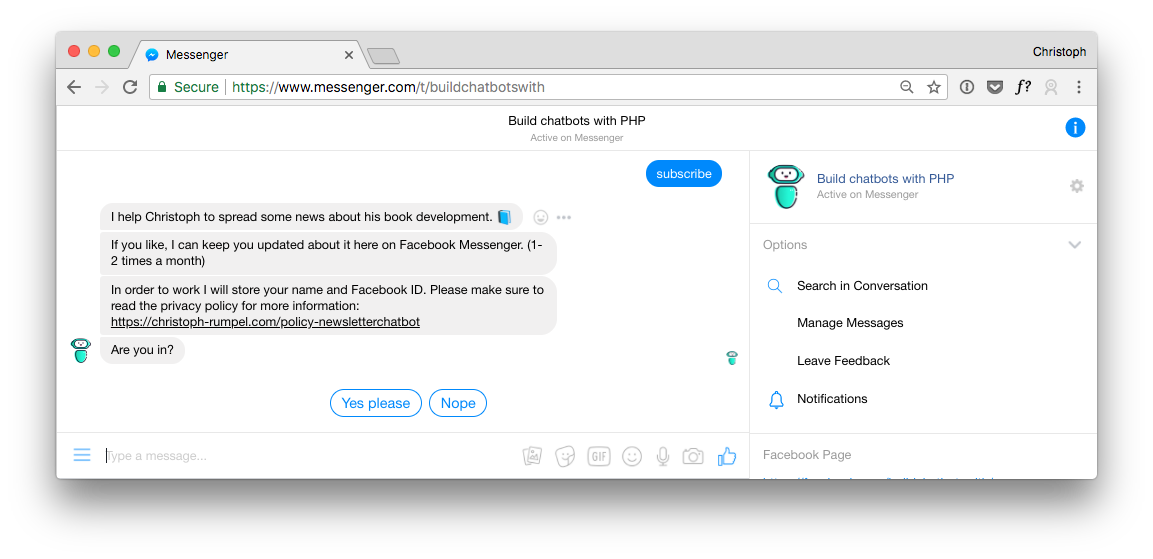 Messenger
Christoph
Secure
https://www.messenger.com/t/buildchatbotswith
f?
Build chatbots with PHP
Active on Messenger
subscribe
I help Christoph to spread some news about his book development. 📘
If you like, I can keep you updated about it here on Facebook Messenger. (1-
2 times a month)
In order to work I will store your name and Facebook ID. Please make sure to
read the privacy policy for more information:
https://christoph-rumpel.com/policy-newsletterchatbot
Are you in?
Yes please
Nope
Type a message...
GIF
Build chatbots with PHP
Active on Messenger
Options
Search in Conversation
Manage Messages
Leave Feedback
Notifications
Facebook Page